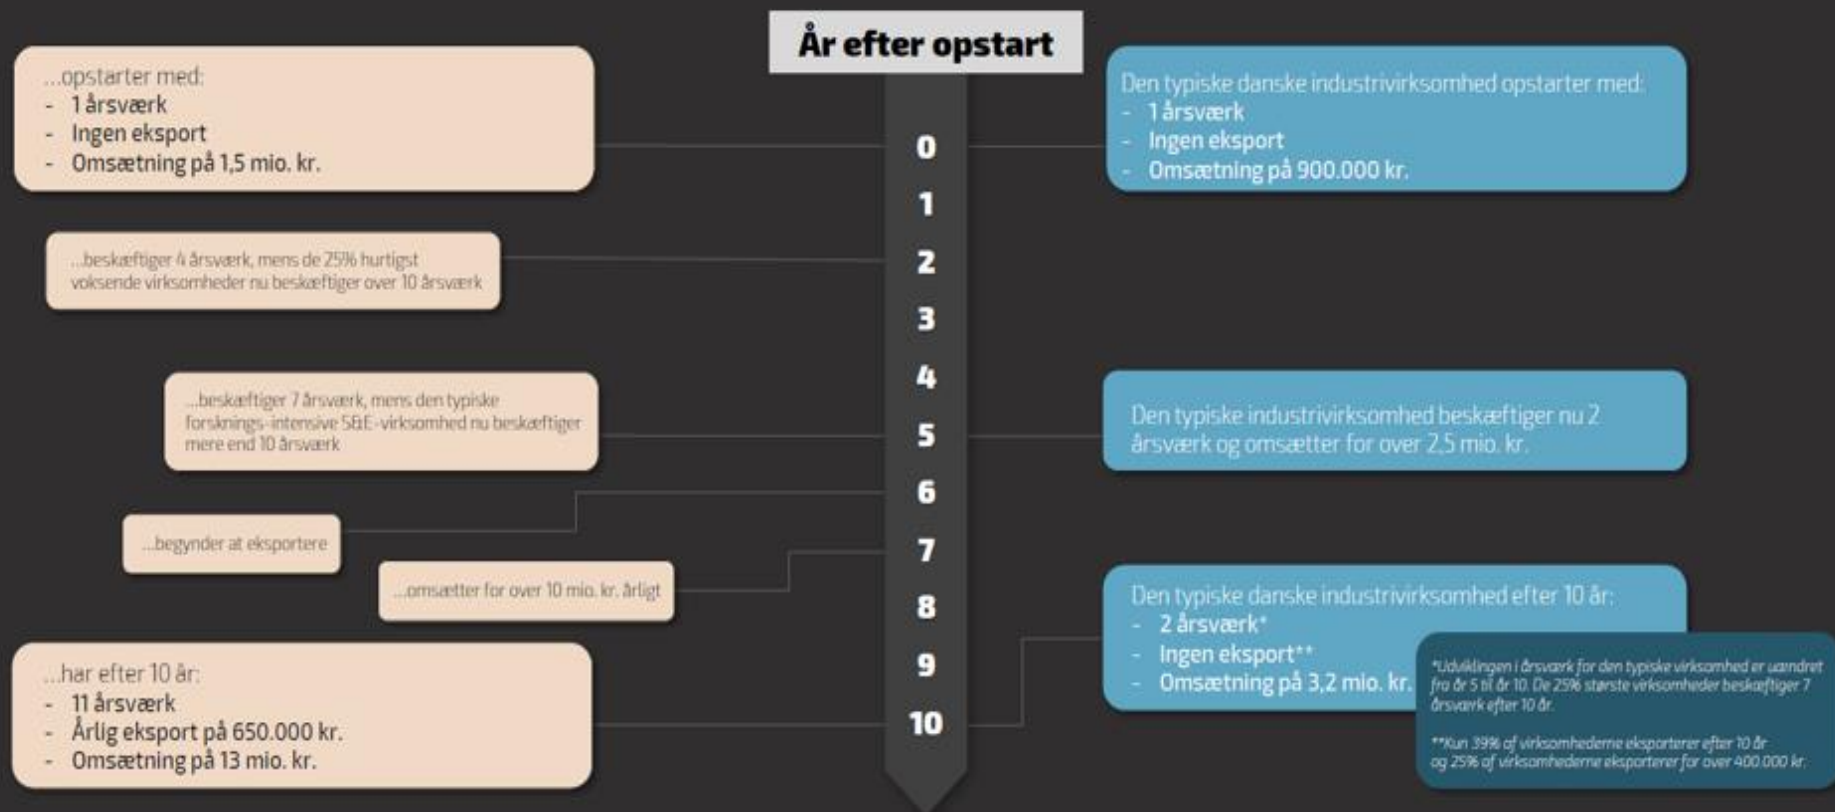 År efter opstart
...opstarter med:
- 1 årsværk
- Ingen eksport
- Omsætning på 1,5 mio. kr.
Den typiske danske industrivirksomhed opstarter med:
- 1 årsværk
- Ingen eksport
- Omsætning på 900.000 kr.
0
1
...beskæftiger 4 årsværk, mens de 25% hurtigst
voksende virksomheder nu beskæftiger over 10 årsværk
2
3
4
...beskæftiger 7 årsværk, mens den typiske
forsknings-intensive S&E-virksomhed nu beskæftiger
mere end 10 årsværk
5
Den typiske industrivirksomhed beskæftiger nu 2
årsværk og omsætter for over 2,5 mio. kr.
6
...begynder at eksportere
7
...omsætter for over 10 mio. kr. årligt
8
9
10
...har efter 10 år:
- 11 årsværk
- Årlig eksport på 650.000 kr.
- Omsætning på 13 mio. kr.
Den typiske danske industrivirksomhed efter 10 år:
- 2 årsværk*
- Ingen eksport**
- Omsætning på 3,2 mio. kr.
*Udviklingen i årsværk for den typiske virksomhed er uændret
fra år 5 til år 10. De 25% største virksomheder beskæftiger 7
årsværk efter 10 år.
**Kun 39% af virksomhederne eksporterer efter 10 år
og 25% af virksomhederne eksporterer for over 400.000 kr.